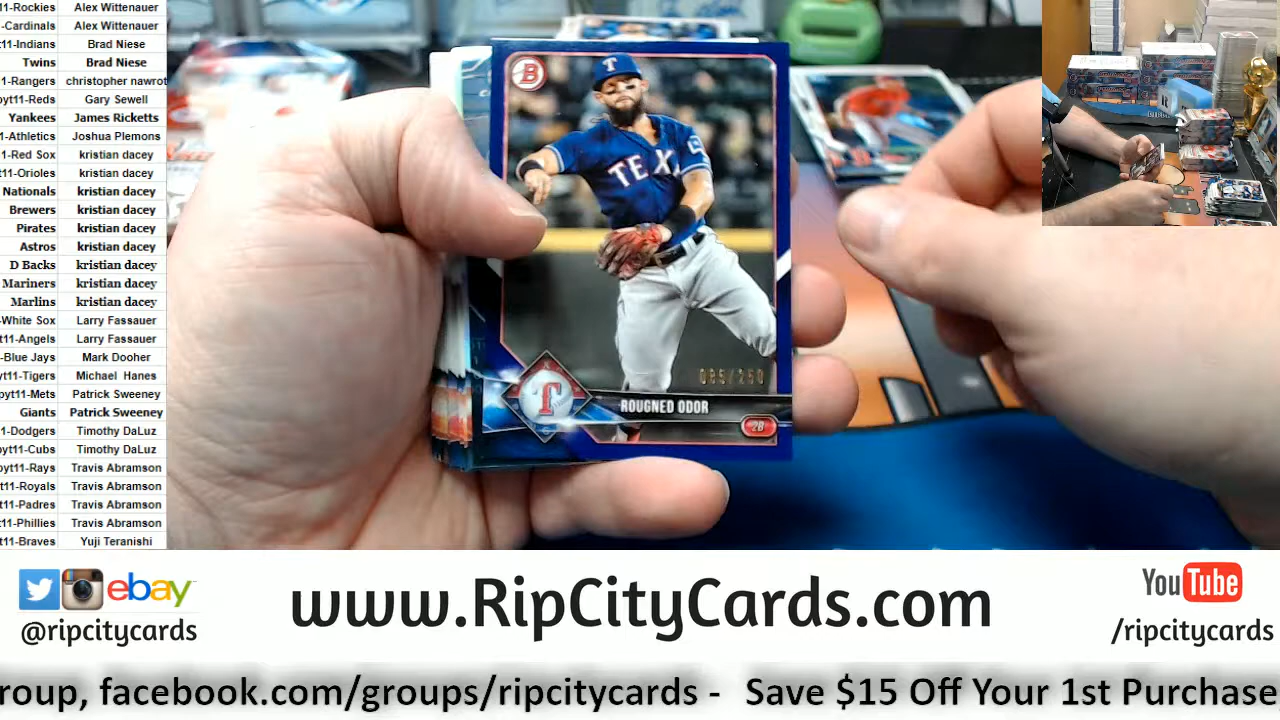 t11-Rockies Alex Wittenauer
-Cardinals Alex Wittenauer
t11-Indians Brad Niese
Twins Brad Niese
1-Rangers christopher nawrot
yt11-Reds Gary Sewell
Yankees James Ricketts
-Athletics Joshua Plemons
1-Red Sox kristian dacey
t11-Orioles kristian dacey
Nationals kristian dacey
Brewers kristian dacey
Pirates kristian dacey
Astros kristian dacey
D Backs kristian dacey
Mariners kristian dacey
Marlins kristian dacey
-White Sox Larry Fassauer
t11-Angels Larry Fassauer
-Blue Jays Mark Dooher
yt11-Tigers Michael Hanes
oyt11-Mets Patrick Sweeney
Giants Patrick Sweeney
1-Dodgers Timothy DaLuz
yt11-Cubs Timothy DaLuz
oyt11-Rays Travis Abramson
t11-Royals Travis Abramson
t11-Padres Travis Abramson
t11-Phillies Travis Abramson
t11-Braves Yuji Teranishi
B
T
TEXA
085/250
T
ROUGNED ODOR
2B
ebay
@ripcitycards
www.RipCityCards.com
YouTube
/ripcitycards
roup, facebook.com/groups/ripcitycards - Save $15 Off Your 1st Purchase,